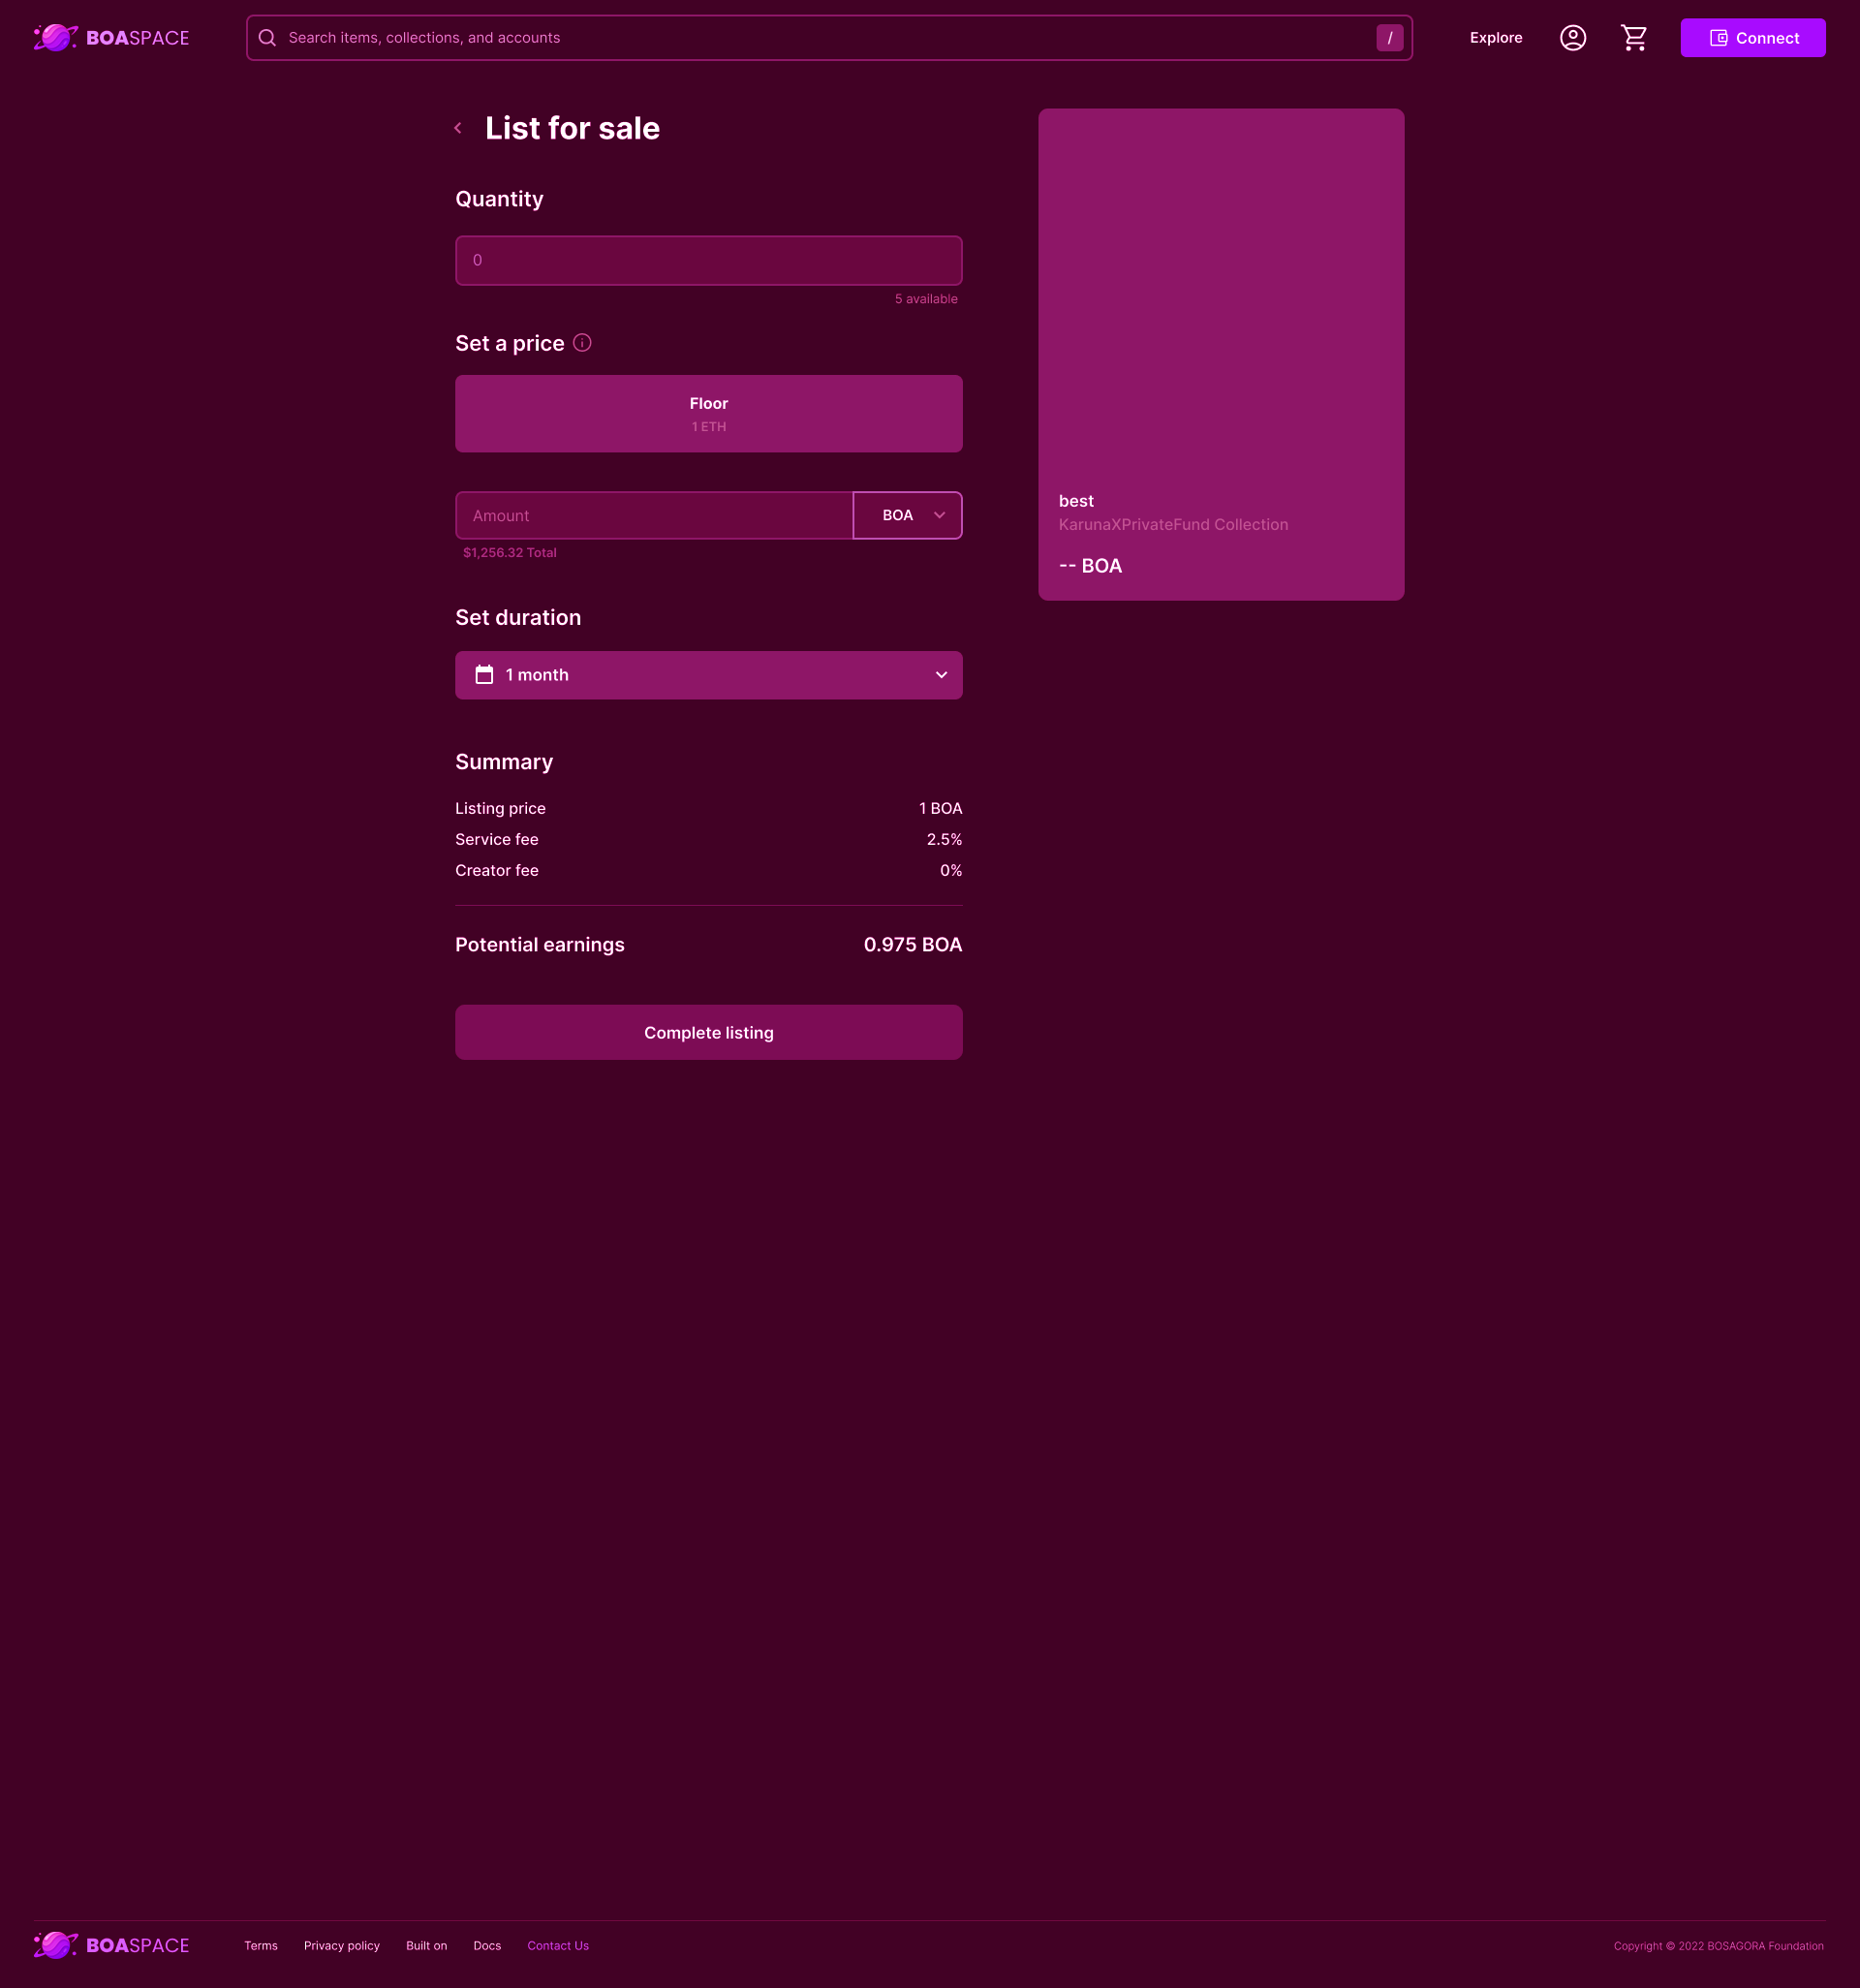 BOASPACE
Search items, collections, and accounts
/
Explore
Connect
List for sale
Quantity
0
5 available
Set a price
Floor
1 ETH
Amount
BOA
$1,256.32 Total
Set duration
1 month
Summary
Listing price 1 BOA
Service fee 2.5%
Creator fee 0%
Potential earnings 0.975 BOA
Complete listing
best
KarunaXPrivateFund Collection
-- BOA
BOASPACE
Terms Privacy policy Built on Docs Contact Us
Copyright © 2022 BOSAGORA Foundation